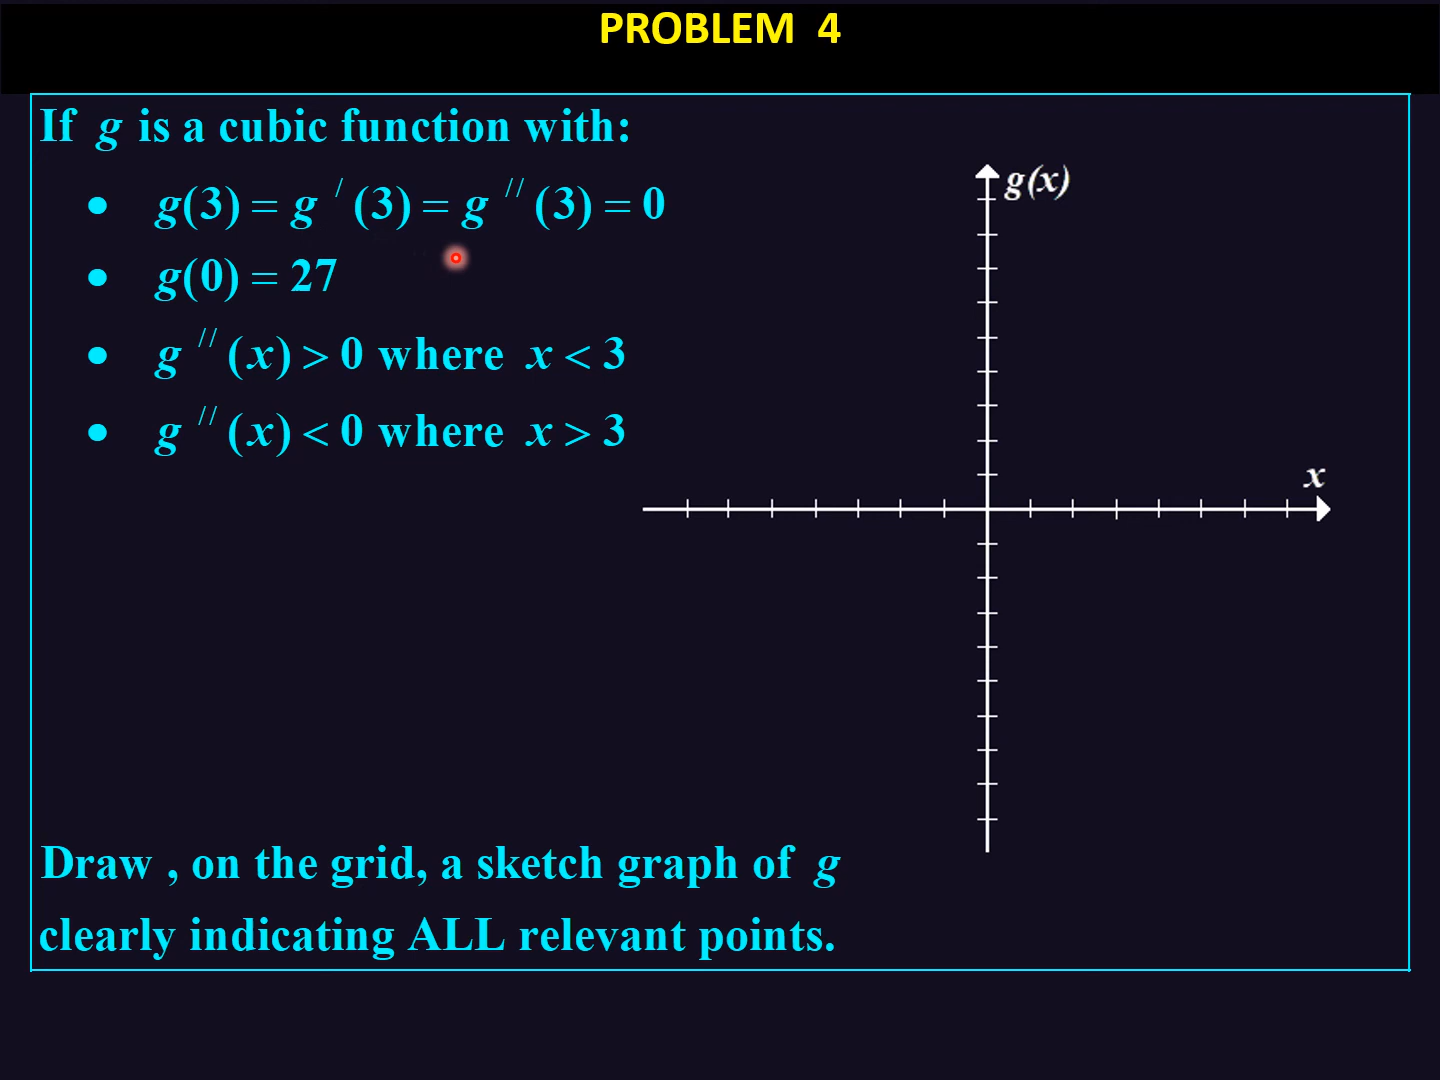 PROBLEM 4
If g is a cubic function with:
• g(3) = g ′(3) = g ″(3) = 0
• g(0) = 27
• g ″(x) > 0 where x < 3
• g ″(x) < 0 where x > 3
g(x)
x
Draw , on the grid, a sketch graph of g
clearly indicating ALL relevant points.